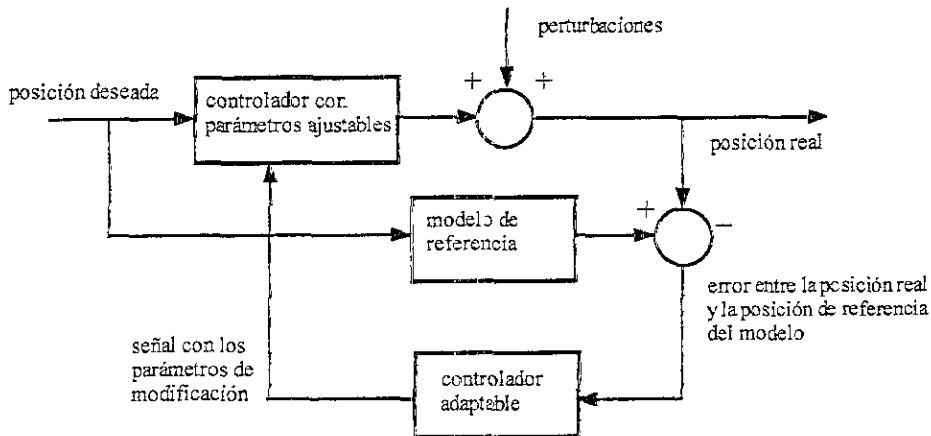 perturbaciones
+
+
posición deseada
controlador con
parámetros ajustables
posición real
modelo de
referencia
+
−
error entre la posición real
y la posición de referencia
del modelo
señal con los
parámetros de
modificación
controlador
adaptable